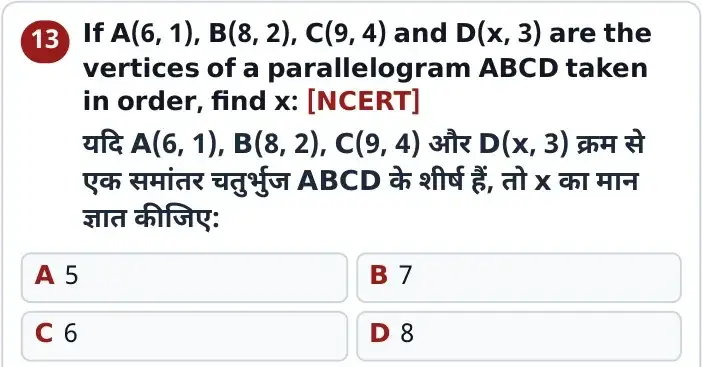 13 If A(6, 1), B(8, 2), C(9, 4) and D(x, 3) are the
vertices of a parallelogram ABCD taken
in order, find x: [NCERT]
यदि A(6, 1), B(8, 2), C(9, 4) और D(x, 3) क्रम से
एक समांतर चतुर्भुज ABCD के शीर्ष हैं, तो x का मान
ज्ञात कीजिए:
A 5
B 7
C 6
D 8